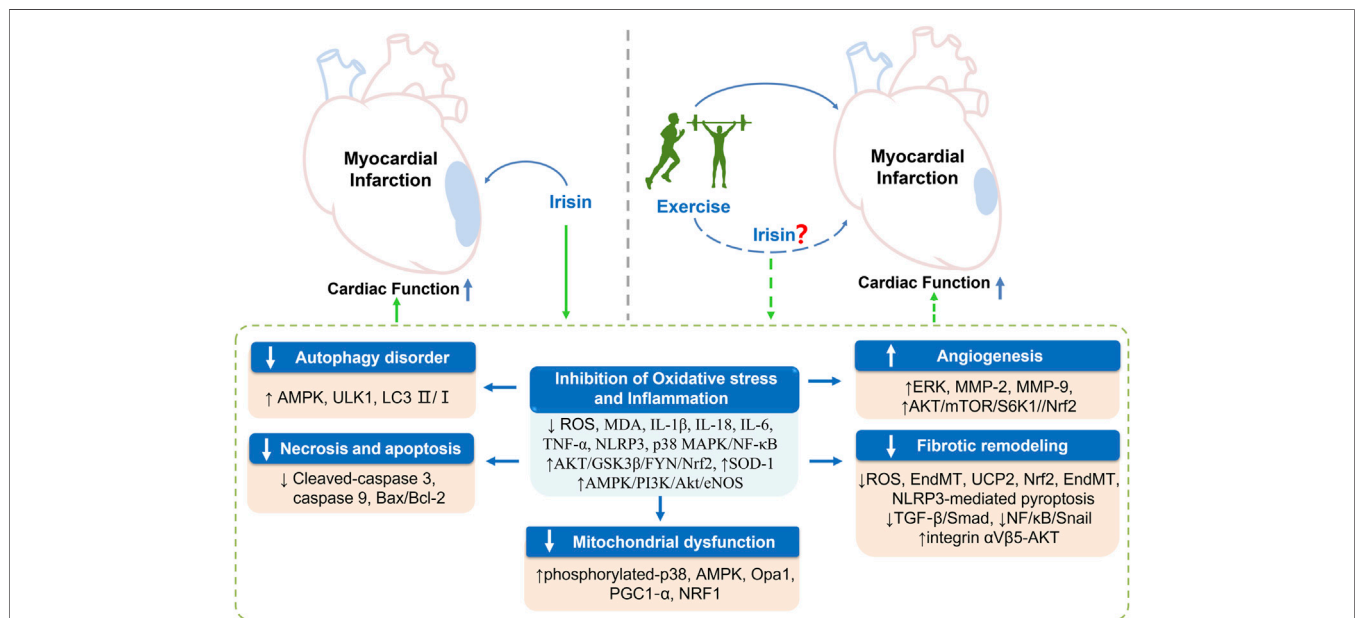 Myocardial
Infarction
Irisin
Cardiac Function
Exercise
Irisin?
Myocardial
Infarction
Cardiac Function
↓ Autophagy disorder
↑ AMPK, ULK1, LC3 Ⅱ/Ⅰ
↓ Necrosis and apoptosis
↓ Cleaved-caspase 3,
caspase 9, Bax/Bcl-2
Inhibition of Oxidative stress
and Inflammation
↓ ROS, MDA, IL-1β, IL-18, IL-6,
TNF-α, NLRP3, p38 MAPK/NF-κB
↑AKT/GSK3β/FYN/Nrf2, ↑SOD-1
↑AMPK/PI3K/Akt/eNOS
↓ Mitochondrial dysfunction
↑phosphorylated-p38, AMPK, Opa1,
PGC1-α, NRF1
↑ Angiogenesis
↑ERK, MMP-2, MMP-9,
↑AKT/mTOR/S6K1//Nrf2
↓ Fibrotic remodeling
↓ROS, EndMT, UCP2, Nrf2, EndMT,
NLRP3-mediated pyroptosis
↓TGF-β/Smad, ↓NF/κB/Snail
↑integrin αVβ5-AKT